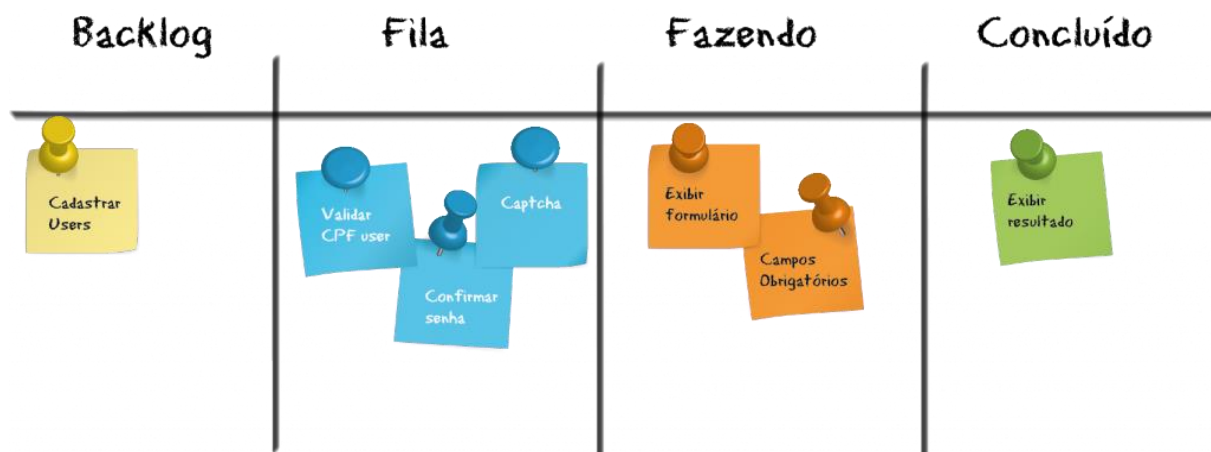 Backlog
Fila
Fazendo
Concluído
Cadastrar
Users
Validar
CPF user
Confirmar
senha
Captcha
Exibir
formulário
Campos
Obrigatórios
Exibir
resultado